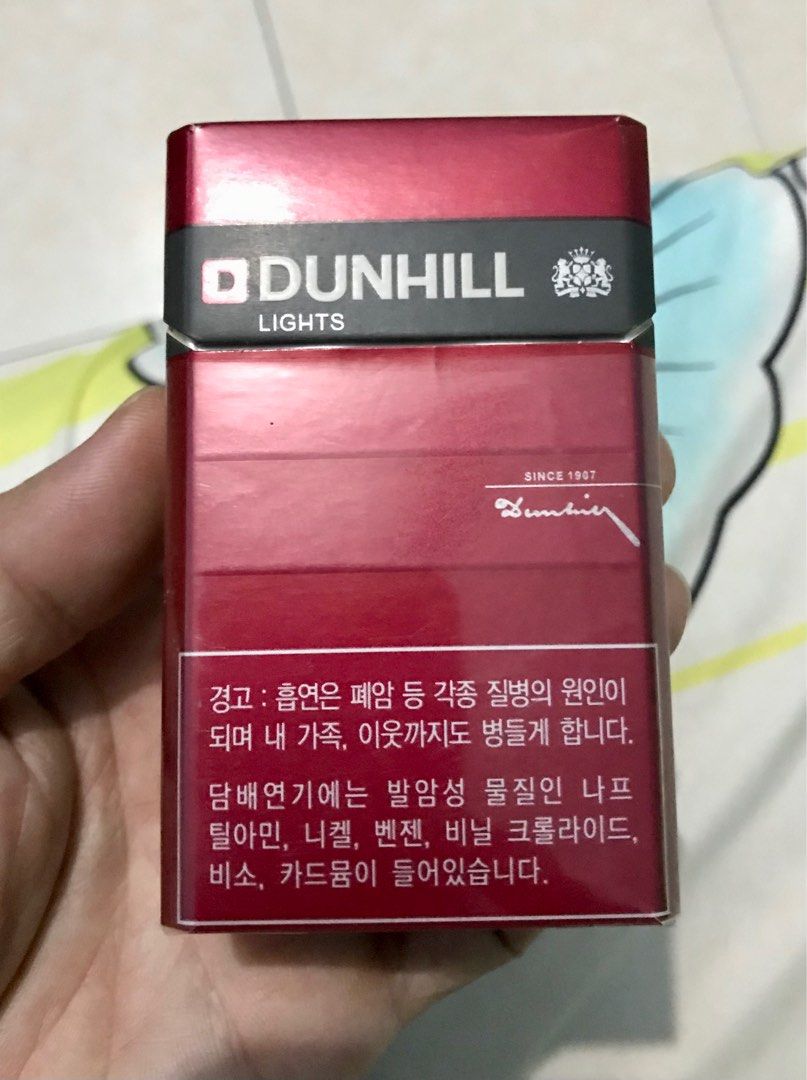 DUNHILL
LIGHTS
SINCE 1907
Dunhill
경고 : 흡연은 폐암 등 각종 질병의 원인이
되며 내 가족, 이웃까지도 병들게 합니다.
담배연기에는 발암성 물질인 나프
틸아민, 니켈, 벤젠, 비닐 크롤라이드,
비소, 카드뮴이 들어있습니다.